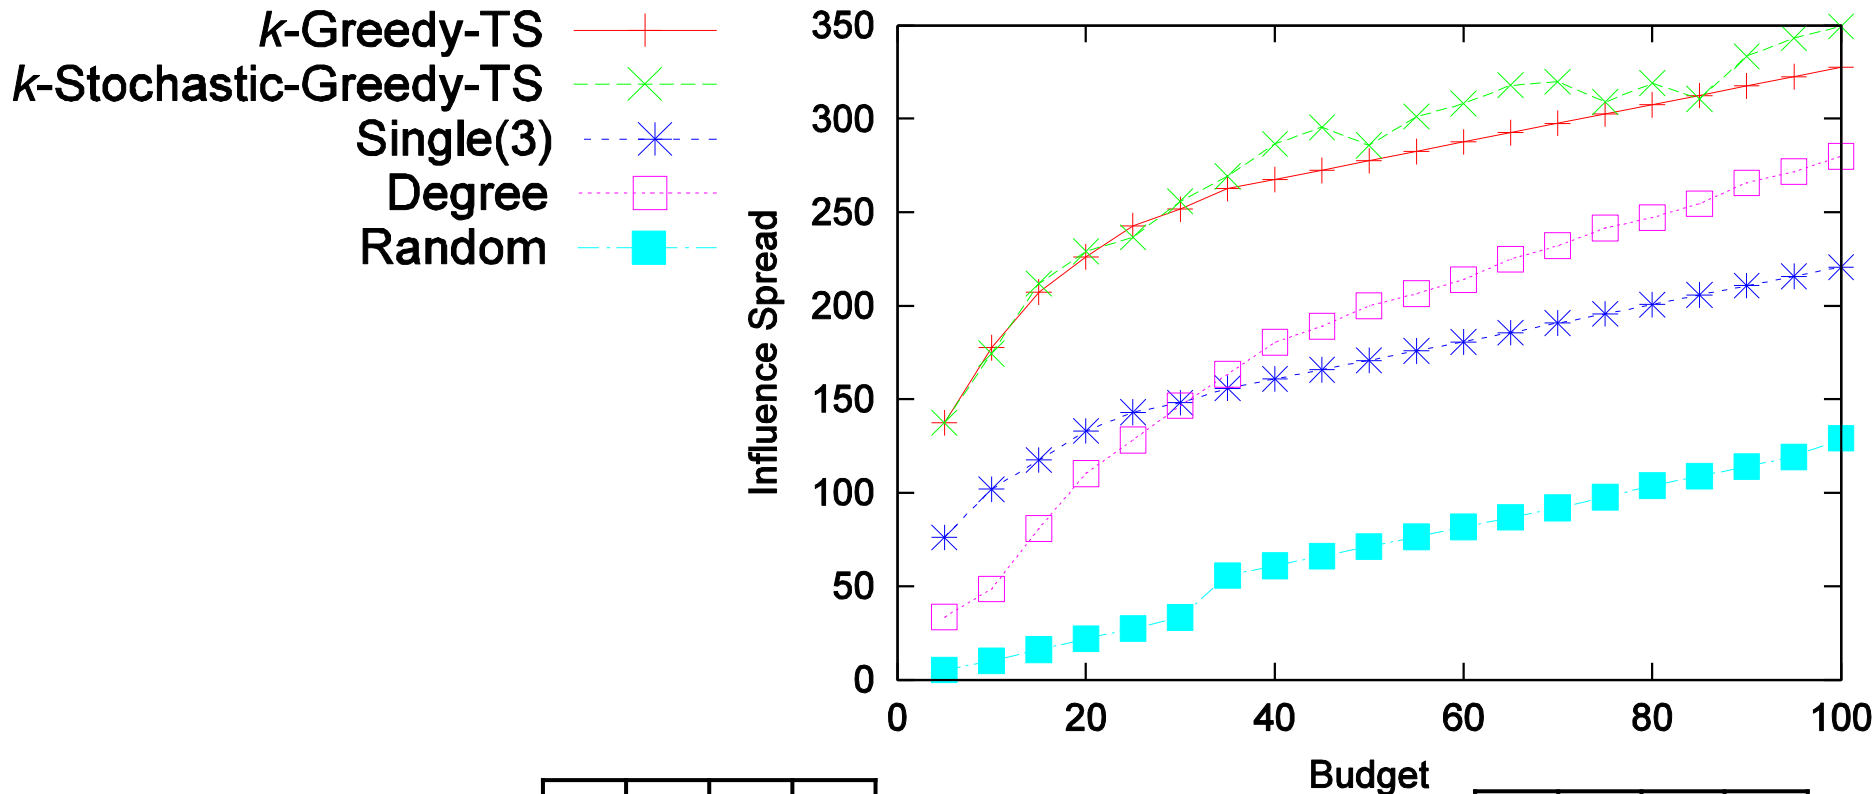 k-Greedy-TS
k-Stochastic-Greedy-TS
Single(3)
Degree
Random
Influence Spread
350
300
250
200
150
100
50
0
0 20 40 60 80 100
Budget